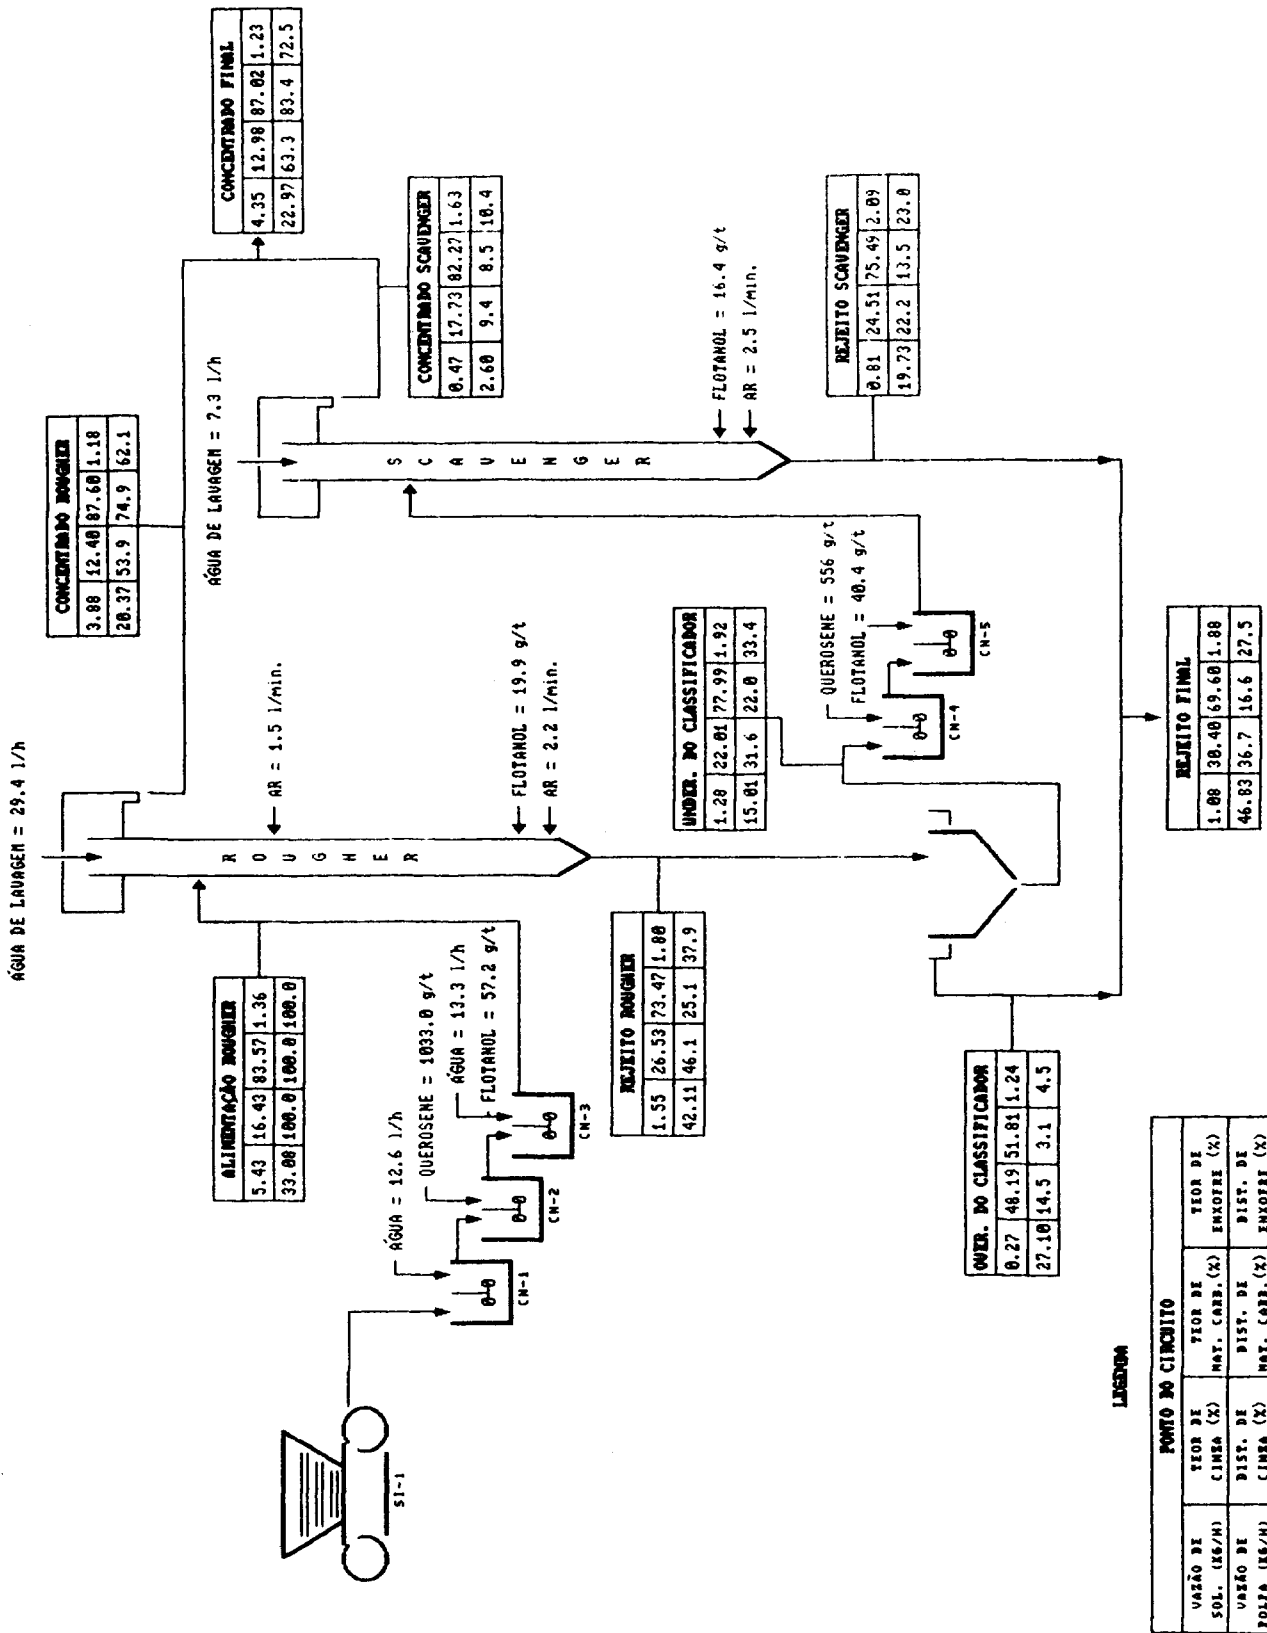 ÁGUA DE LAVAGEM = 29.4 l/h
CONCENTRADO ROUGHER
3.88 12.40 87.60 1.18
20.37 53.9 74.9 62.1
CONCENTRADO FINAL
4.35 12.98 87.02 1.23
22.97 63.3 83.4 72.5
ÁGUA DE LAVAGEM = 7.3 l/h
CONCENTRADO SCAVENGER
0.47 17.73 82.27 1.63
2.60 9.4 8.5 10.4
ALIMENTAÇÃO ROUGHER
5.43 16.43 83.57 1.36
33.08 100.0 100.0 100.0
ROUGHER
AR = 1.5 l/min.
FLOTANOL = 19.9 g/t
AR = 2.2 l/min.
SCAVENGER
FLOTANOL = 16.4 g/t
AR = 2.5 l/min.
ÁGUA = 12.6 l/h
QUEROSENE = 1033.0 g/t
ÁGUA = 13.3 l/h
FLOTANOL = 57.2 g/t
SI-1
CN-1
CN-2
CN-3
REJEITO ROUGHER
1.55 26.53 73.47 1.80
42.11 46.1 25.1 37.9
UNDER. DO CLASSIFICADOR
1.28 22.01 77.99 1.92
15.01 31.6 22.0 33.4
QUEROSENE = 556 g/t
FLOTANOL = 40.4 g/t
CN-4
CN-5
REJEITO SCAVENGER
0.81 24.51 75.49 2.09
19.73 22.2 13.5 23.0
OVER. DO CLASSIFICADOR
0.27 48.19 51.81 1.24
27.10 14.5 3.1 4.5
REJEITO FINAL
1.08 30.40 69.60 1.88
46.83 36.7 16.6 27.5
LEGENDA
PONTO DO CIRCUITO
VAZÃO DE SOL. (KG/H) TEOR DE CINZA (%) TEOR DE MAT. CARB.(%) TEOR DE ENXOFRE (%)
VAZÃO DE POLPA (KG/H) DIST. DE CINZA (%) DIST. DE MAT. CARB.(%) DIST. DE ENXOFRE (%)